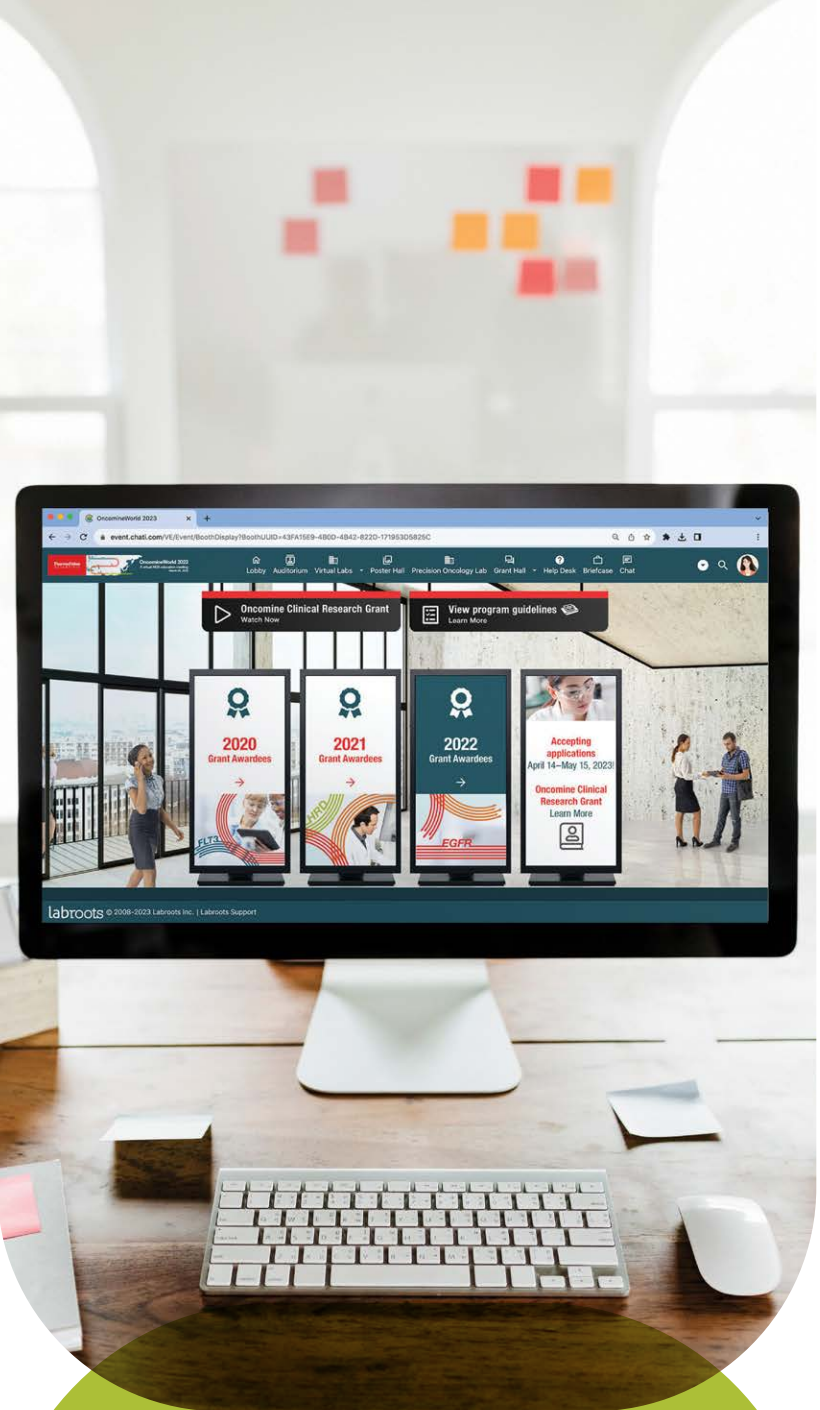 OncomineWorld 2023
event.chati.com/VE/Event/BoothDisplay?BoothUUID=43FA15E9-4B0D-4B42-822D-171953D5825C
ThermoFisher
OncomineWorld 2023
Lobby Auditorium Virtual Labs Poster Hall Precision Oncology Lab Grant Hall Help Desk Briefcase Chat
Oncomine Clinical Research Grant
Watch Now
View program guidelines
Learn More
2020
Grant Awardees
FLT3
2021
Grant Awardees
HRD
2022
Grant Awardees
EGFR
Accepting
applications
April 14–May 15, 2023!
Oncomine Clinical
Research Grant
Learn More
labroots © 2008-2023 Labroots Inc. | Labroots Support